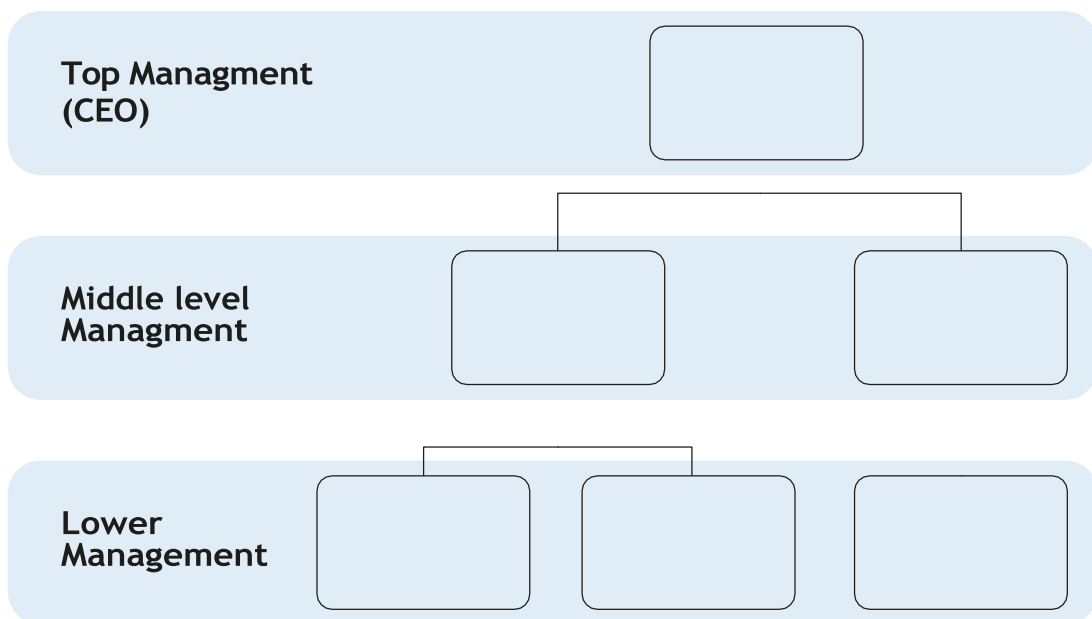 Top Managment
(CEO)
Middle level
Managment
Lower
Management